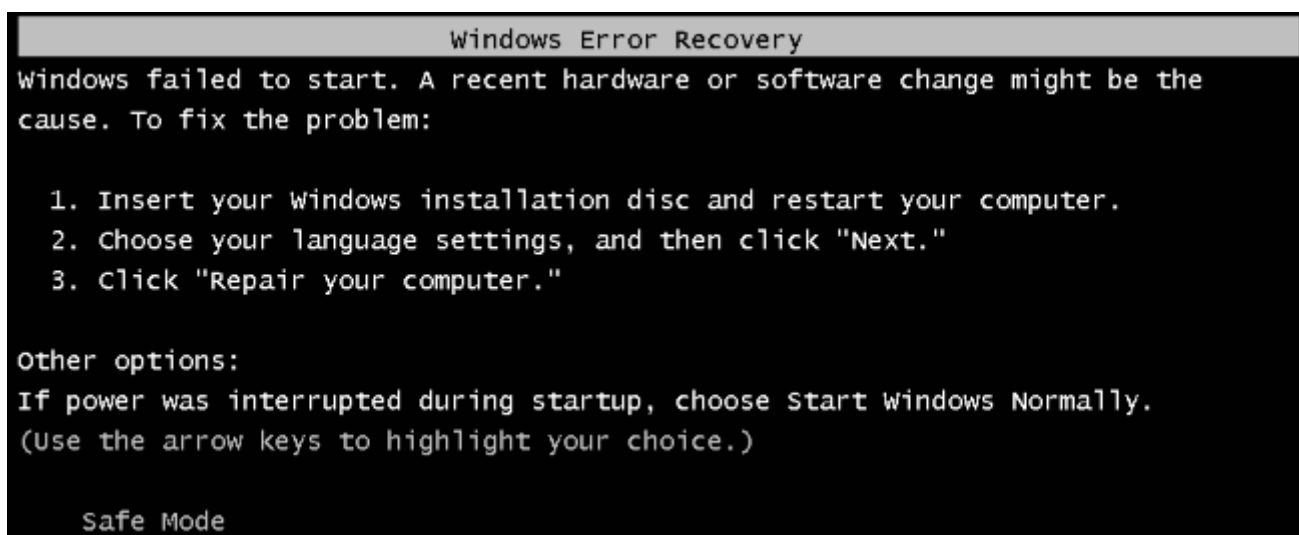 Windows Error Recovery
Windows failed to start. A recent hardware or software change might be the
cause. To fix the problem:
1. Insert your Windows installation disc and restart your computer.
2. Choose your language settings, and then click "Next."
3. Click "Repair your computer."
Other options:
If power was interrupted during startup, choose Start Windows Normally.
(Use the arrow keys to highlight your choice.)
Safe Mode